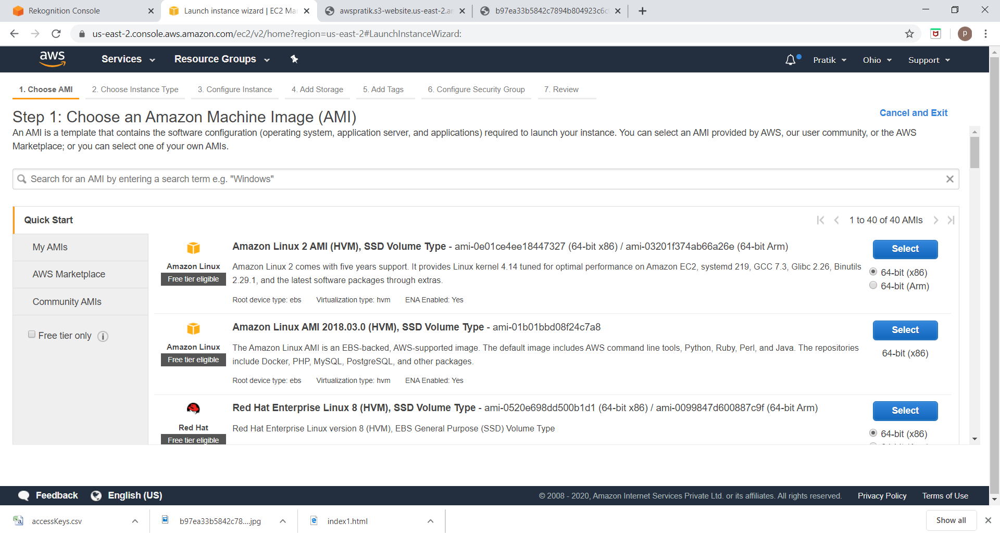 Rekognition Console
Launch instance wizard | EC2 Ma
awspratik.s3-website.us-east-2.a
b97ea33b5842c7894b804923c6c
us-east-2.console.aws.amazon.com/ec2/v2/home?region=us-east-2#LaunchInstanceWizard:
p
aws
Services
Resource Groups
Pratik
Ohio
Support
1. Choose AMI
2. Choose Instance Type
3. Configure Instance
4. Add Storage
5. Add Tags
6. Configure Security Group
7. Review
Step 1: Choose an Amazon Machine Image (AMI)
Cancel and Exit
An AMI is a template that contains the software configuration (operating system, application server, and applications) required to launch your instance. You can select an AMI provided by AWS, our user community, or the AWS
Marketplace; or you can select one of your own AMIs.
Search for an AMI by entering a search term e.g. "Windows"
Quick Start
1 to 40 of 40 AMIs
My AMIs
AWS Marketplace
Community AMIs
Free tier only
Amazon Linux
Free tier eligible
Amazon Linux 2 AMI (HVM), SSD Volume Type - ami-0e01ce4ee18447327 (64-bit x86) / ami-03201f374ab66a26e (64-bit Arm)
Amazon Linux 2 comes with five years support. It provides Linux kernel 4.14 tuned for optimal performance on Amazon EC2, systemd 219, GCC 7.3, Glibc 2.26, Binutils
2.29.1, and the latest software packages through extras.
Root device type: ebs Virtualization type: hvm ENA Enabled: Yes
Select
64-bit (x86)
64-bit (Arm)
Amazon Linux
Free tier eligible
Amazon Linux AMI 2018.03.0 (HVM), SSD Volume Type - ami-01b01bbd08f24c7a8
The Amazon Linux AMI is an EBS-backed, AWS-supported image. The default image includes AWS command line tools, Python, Ruby, Perl, and Java. The repositories
include Docker, PHP, MySQL, PostgreSQL, and other packages.
Root device type: ebs Virtualization type: hvm ENA Enabled: Yes
Select
64-bit (x86)
Red Hat
Free tier eligible
Red Hat Enterprise Linux 8 (HVM), SSD Volume Type - ami-0520e698dd500b1d1 (64-bit x86) / ami-0099847d600887c9f (64-bit Arm)
Red Hat Enterprise Linux version 8 (HVM), EBS General Purpose (SSD) Volume Type
Select
64-bit (x86)
Feedback
English (US)
© 2008 - 2020, Amazon Internet Services Private Ltd. or its affiliates. All rights reserved.
Privacy Policy
Terms of Use
accessKeys.csv
b97ea33b5842c78....jpg
index1.html
Show all